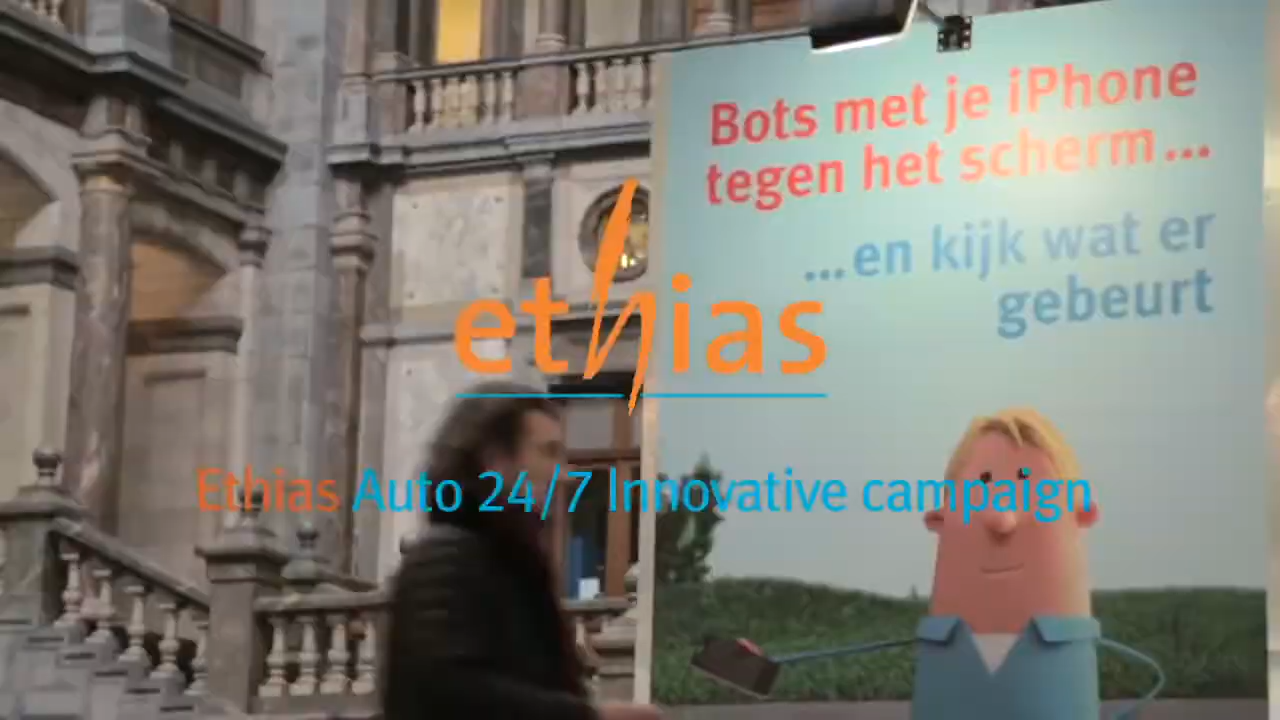 Bots met je iPhone
tegen het scherm...
...en kijk wat er
gebeurt
ethias
Ethias Auto 24/7 Innovative campaign